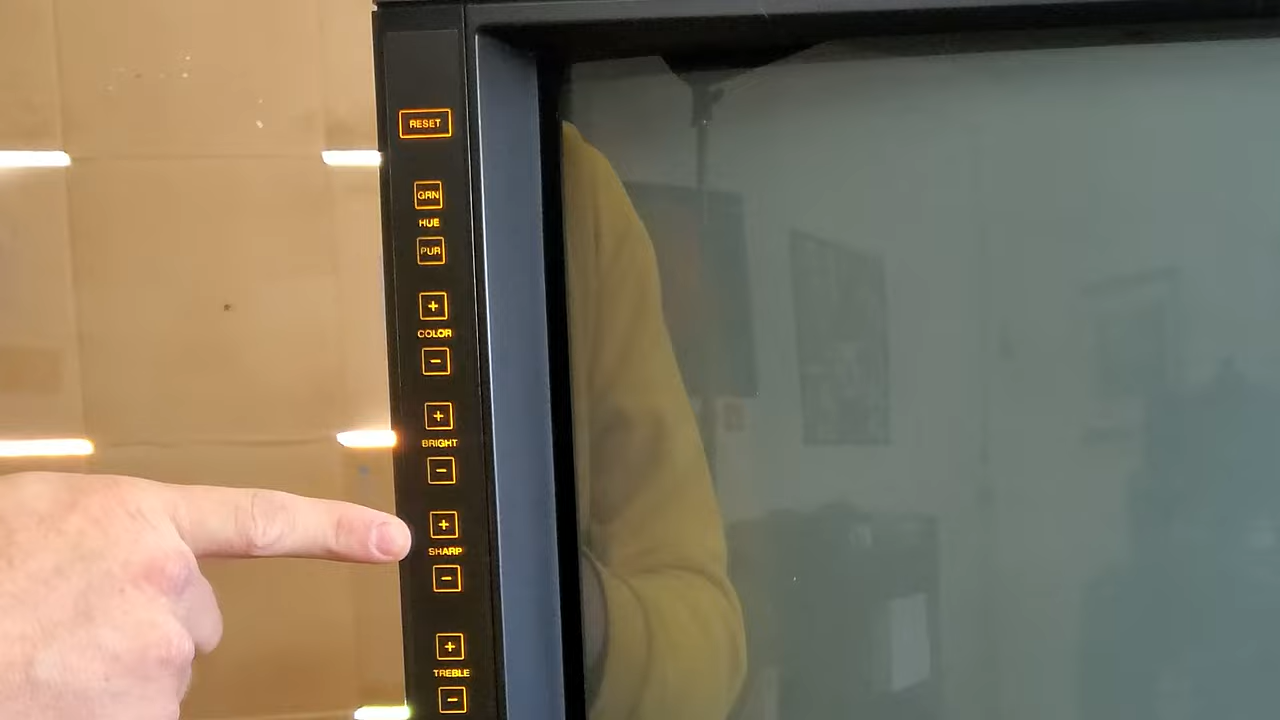 RESET
GRN
HUE
PUR
+
COLOR
-
+
BRIGHT
-
+
SHARP
-
+
TREBLE
-